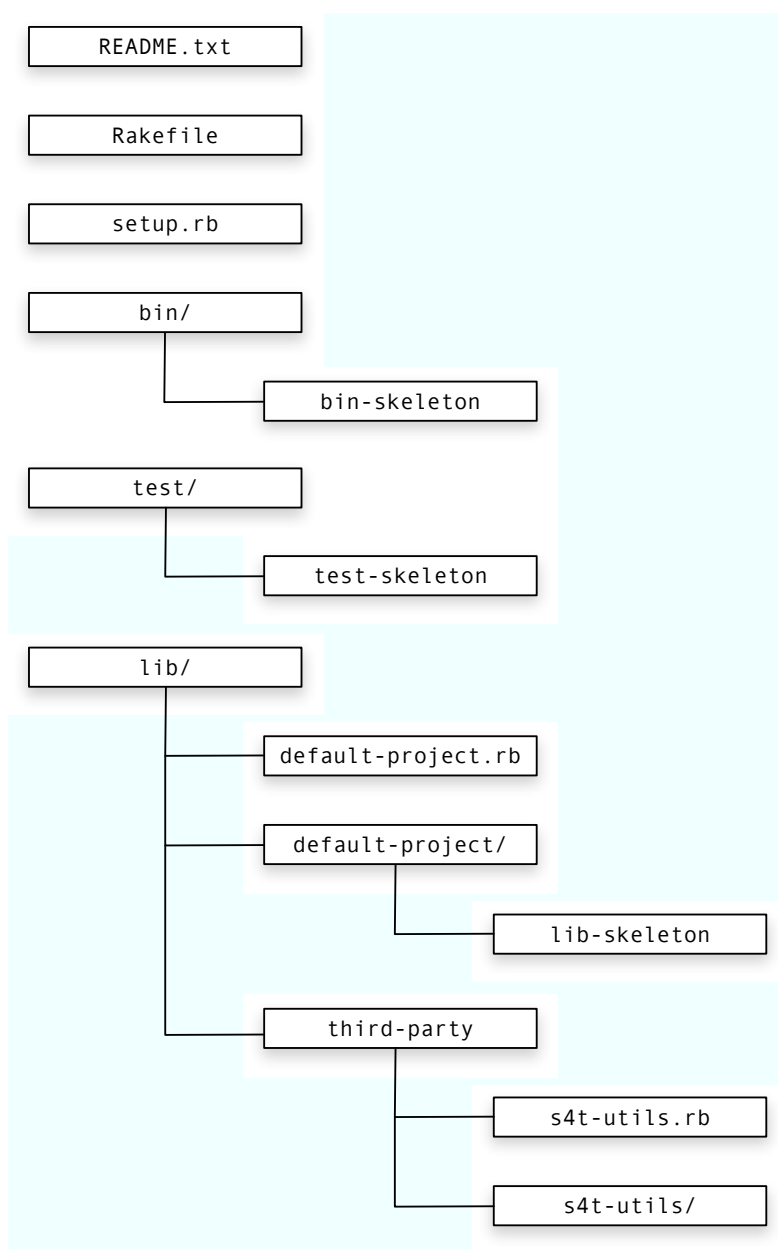 README.txt
Rakefile
setup.rb
bin/
bin-skeleton
test/
test-skeleton
lib/
default-project.rb
default-project/
lib-skeleton
third-party
s4t-utils.rb
s4t-utils/